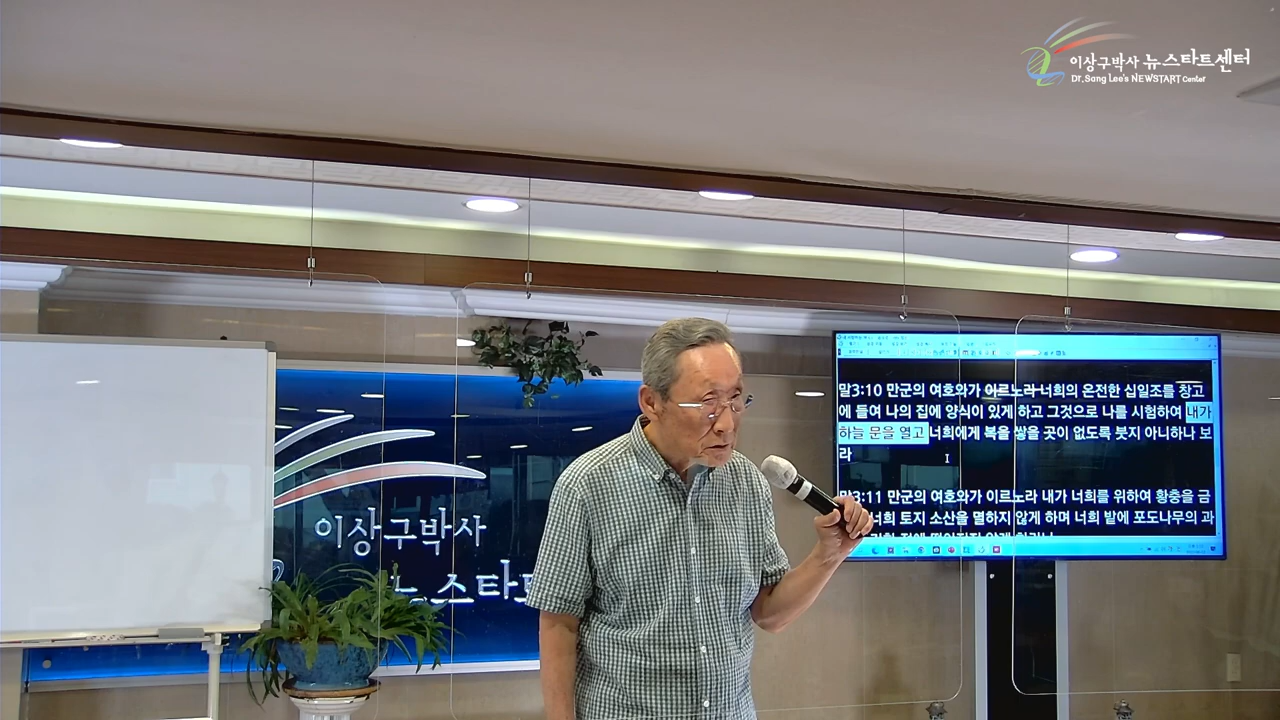 이상구박사 뉴스타트센터
Dr. Sang Lee's NEWSTART Center
말3:10 만군의 여호와가 이르노라 너희의 온전한 십일조를 창고
에 들여 나의 집에 양식이 있게 하고 그것으로 나를 시험하여 내가
하늘 문을 열고 너희에게 복을 쌓을 곳이 없도록 붓지 아니하나 보
라
말3:11 만군의 여호와가 이르노라 내가 너희를 위하여 황충을 금
너희 토지 소산을 멸하지 않게 하며 너희 밭에 포도나무의 과
이상구박사
뉴스타트